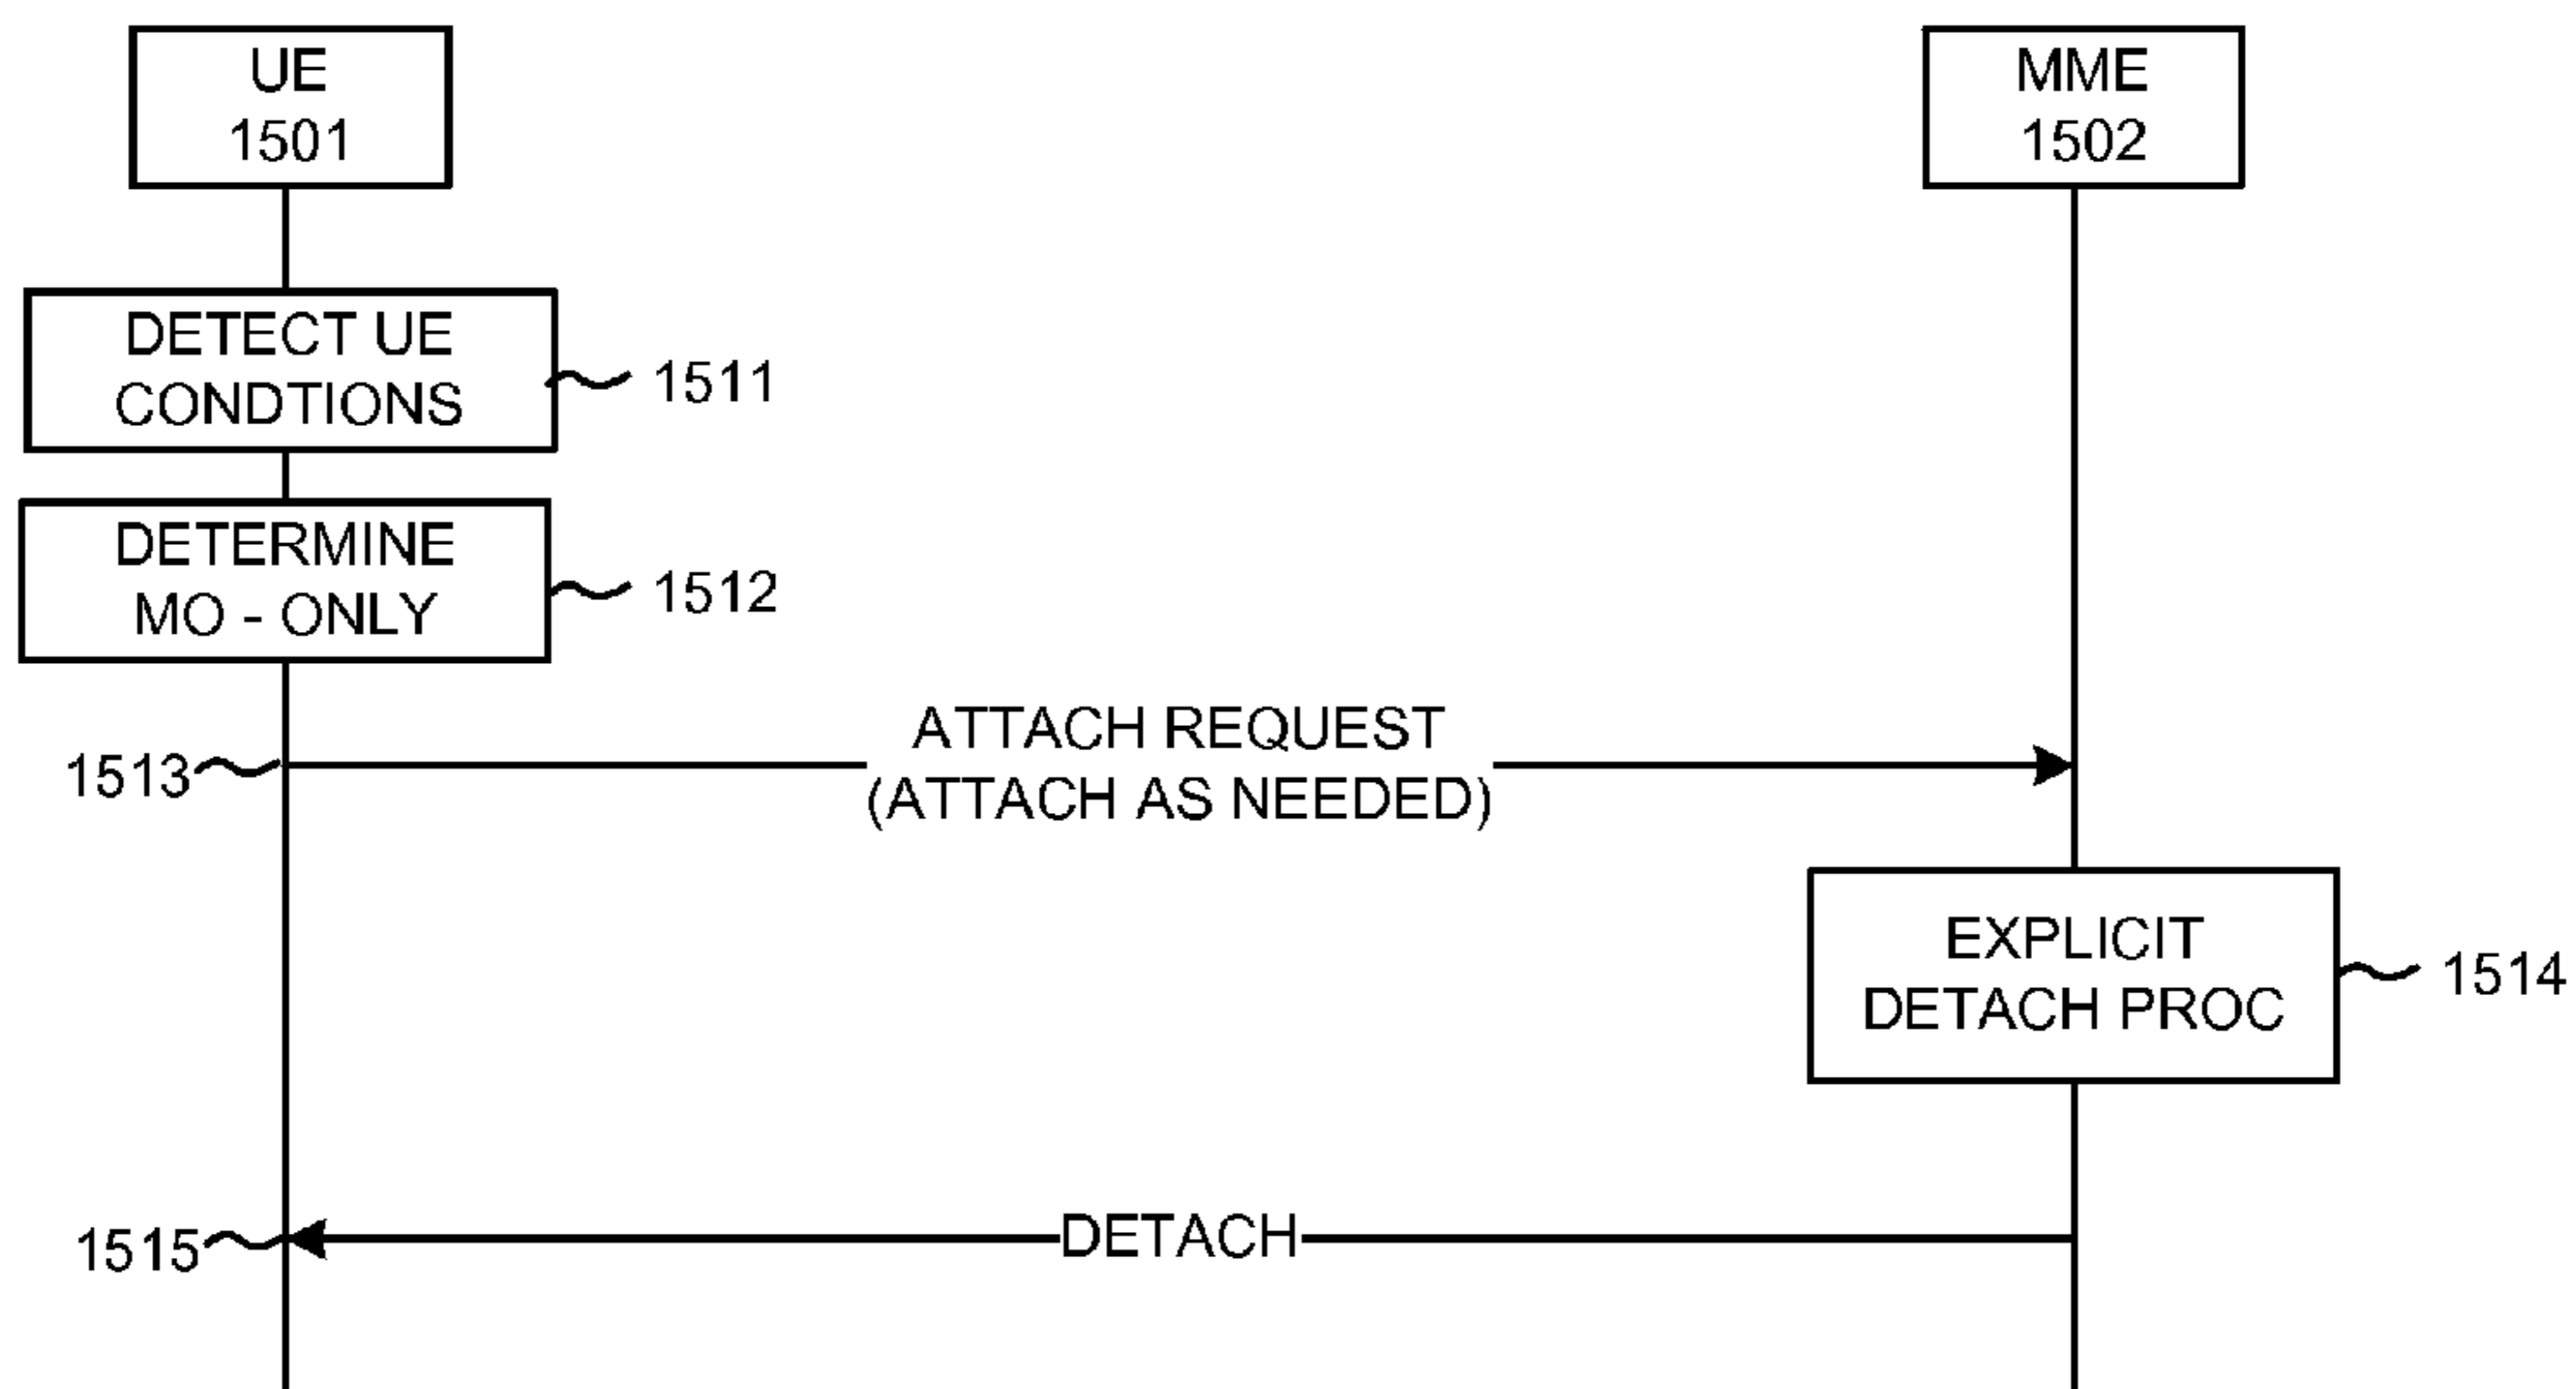 UE
1501
MME
1502
DETECT UE
CONDTIONS
1511
DETERMINE
MO - ONLY
1512
ATTACH REQUEST
(ATTACH AS NEEDED)
1513
EXPLICIT
DETACH PROC
1514
DETACH
1515